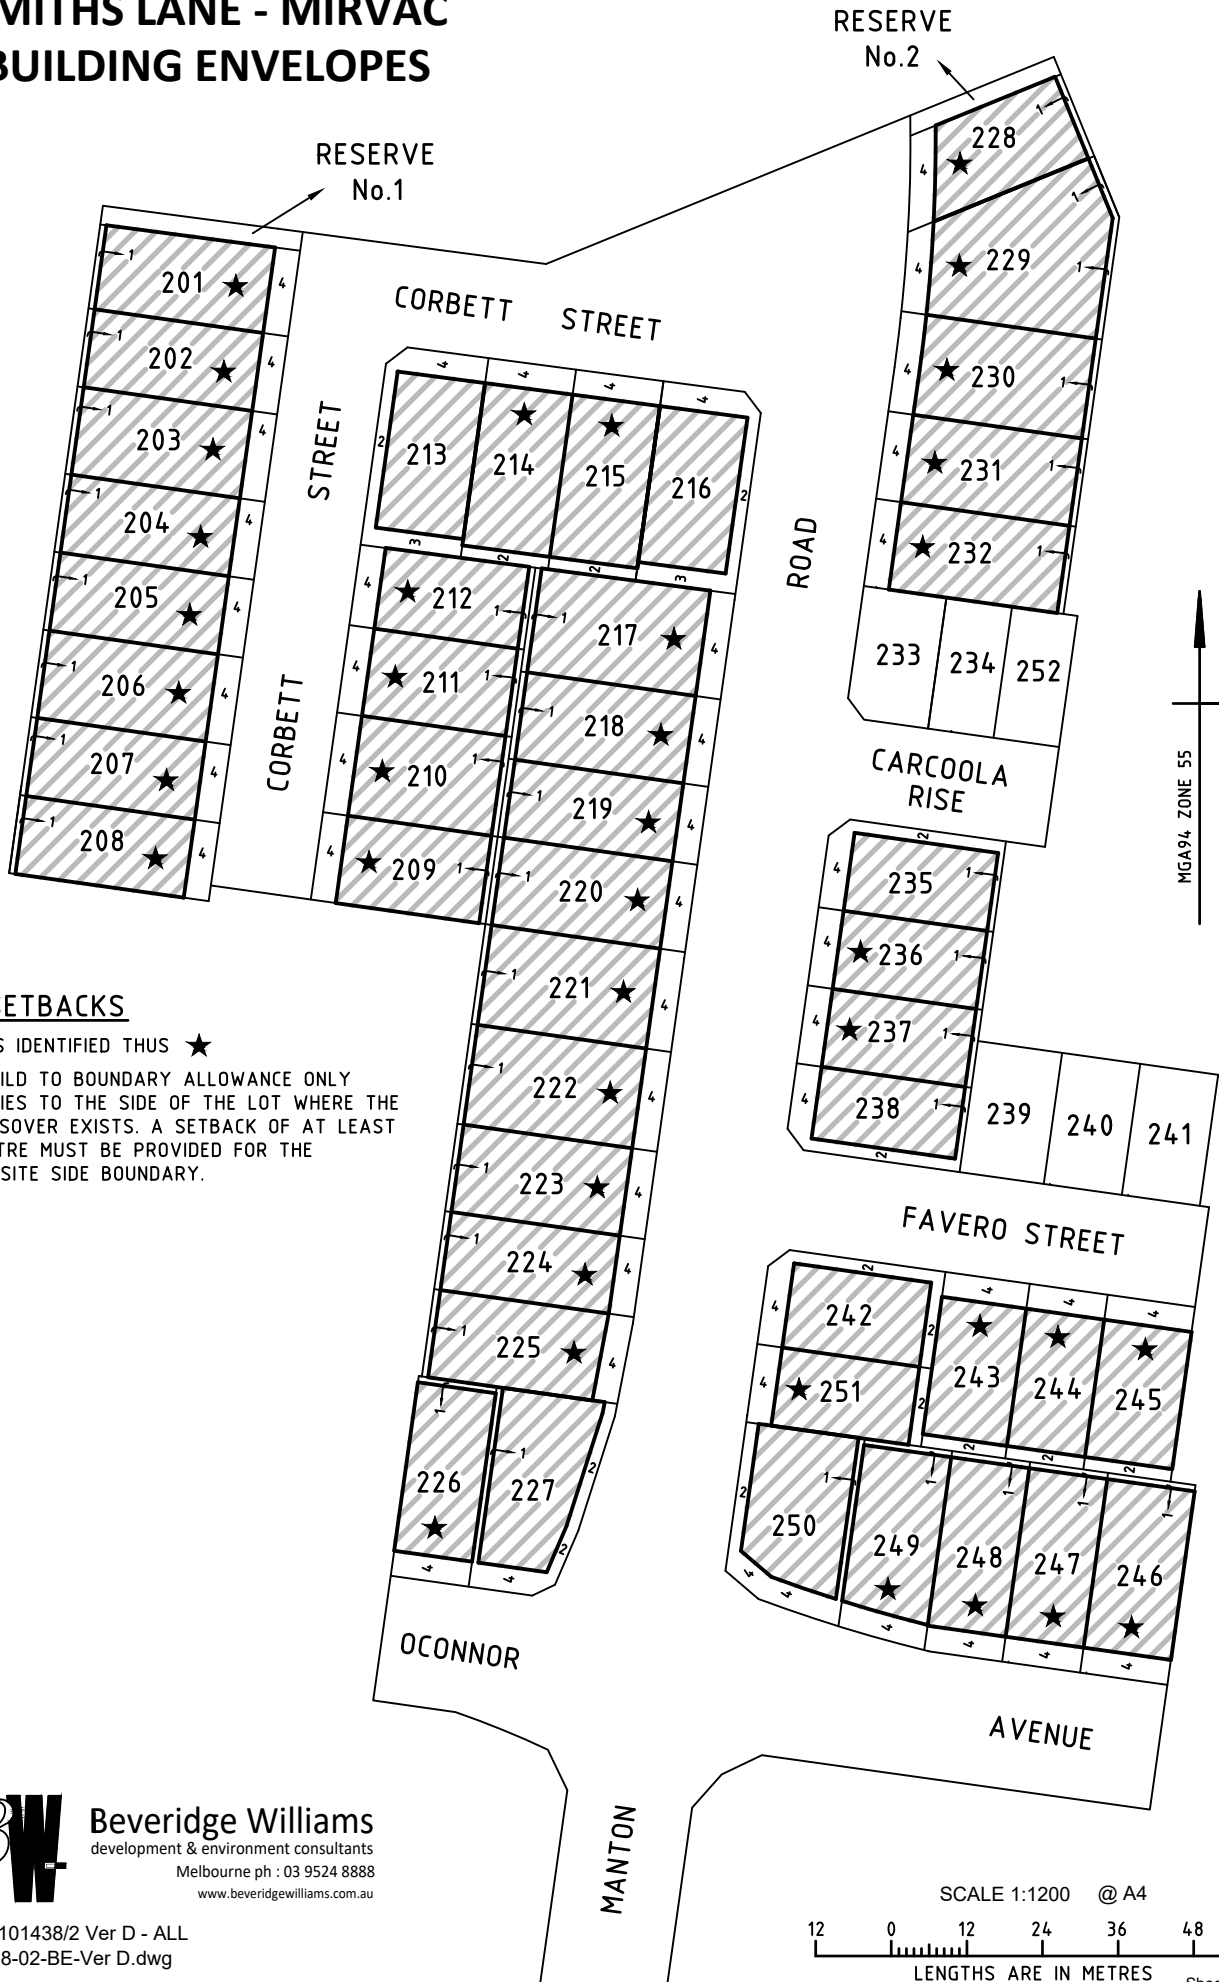 MITHS LANE - MIRVAC
BUILDING ENVELOPES
RESERVE
No.2
RESERVE
No.1
CORBETT STREET
STREET
CORBETT
ROAD
201
202
203
204
205
206
207
208
213
214
215
216
212
211
210
209
217
218
219
220
221
222
223
224
225
226
227
228
229
230
231
232
233
234
252
CARCOOLA
RISE
235
236
237
238
239
240
241
FAVERO STREET
242
251
243
244
245
250
249
248
247
246
MGA94 ZONE 55
SETBACKS
S IDENTIFIED THUS ★
ILD TO BOUNDARY ALLOWANCE ONLY
IES TO THE SIDE OF THE LOT WHERE THE
SOVER EXISTS. A SETBACK OF AT LEAST
TRE MUST BE PROVIDED FOR THE
SITE SIDE BOUNDARY.
OCONNOR
AVENUE
MANTON
Beveridge Williams
development & environment consultants
Melbourne ph : 03 9524 8888
www.beveridgewilliams.com.au
101438/2 Ver D - ALL
8-02-BE-Ver D.dwg
SCALE 1:1200 @ A4
12 0 12 24 36 48
LENGTHS ARE IN METRES